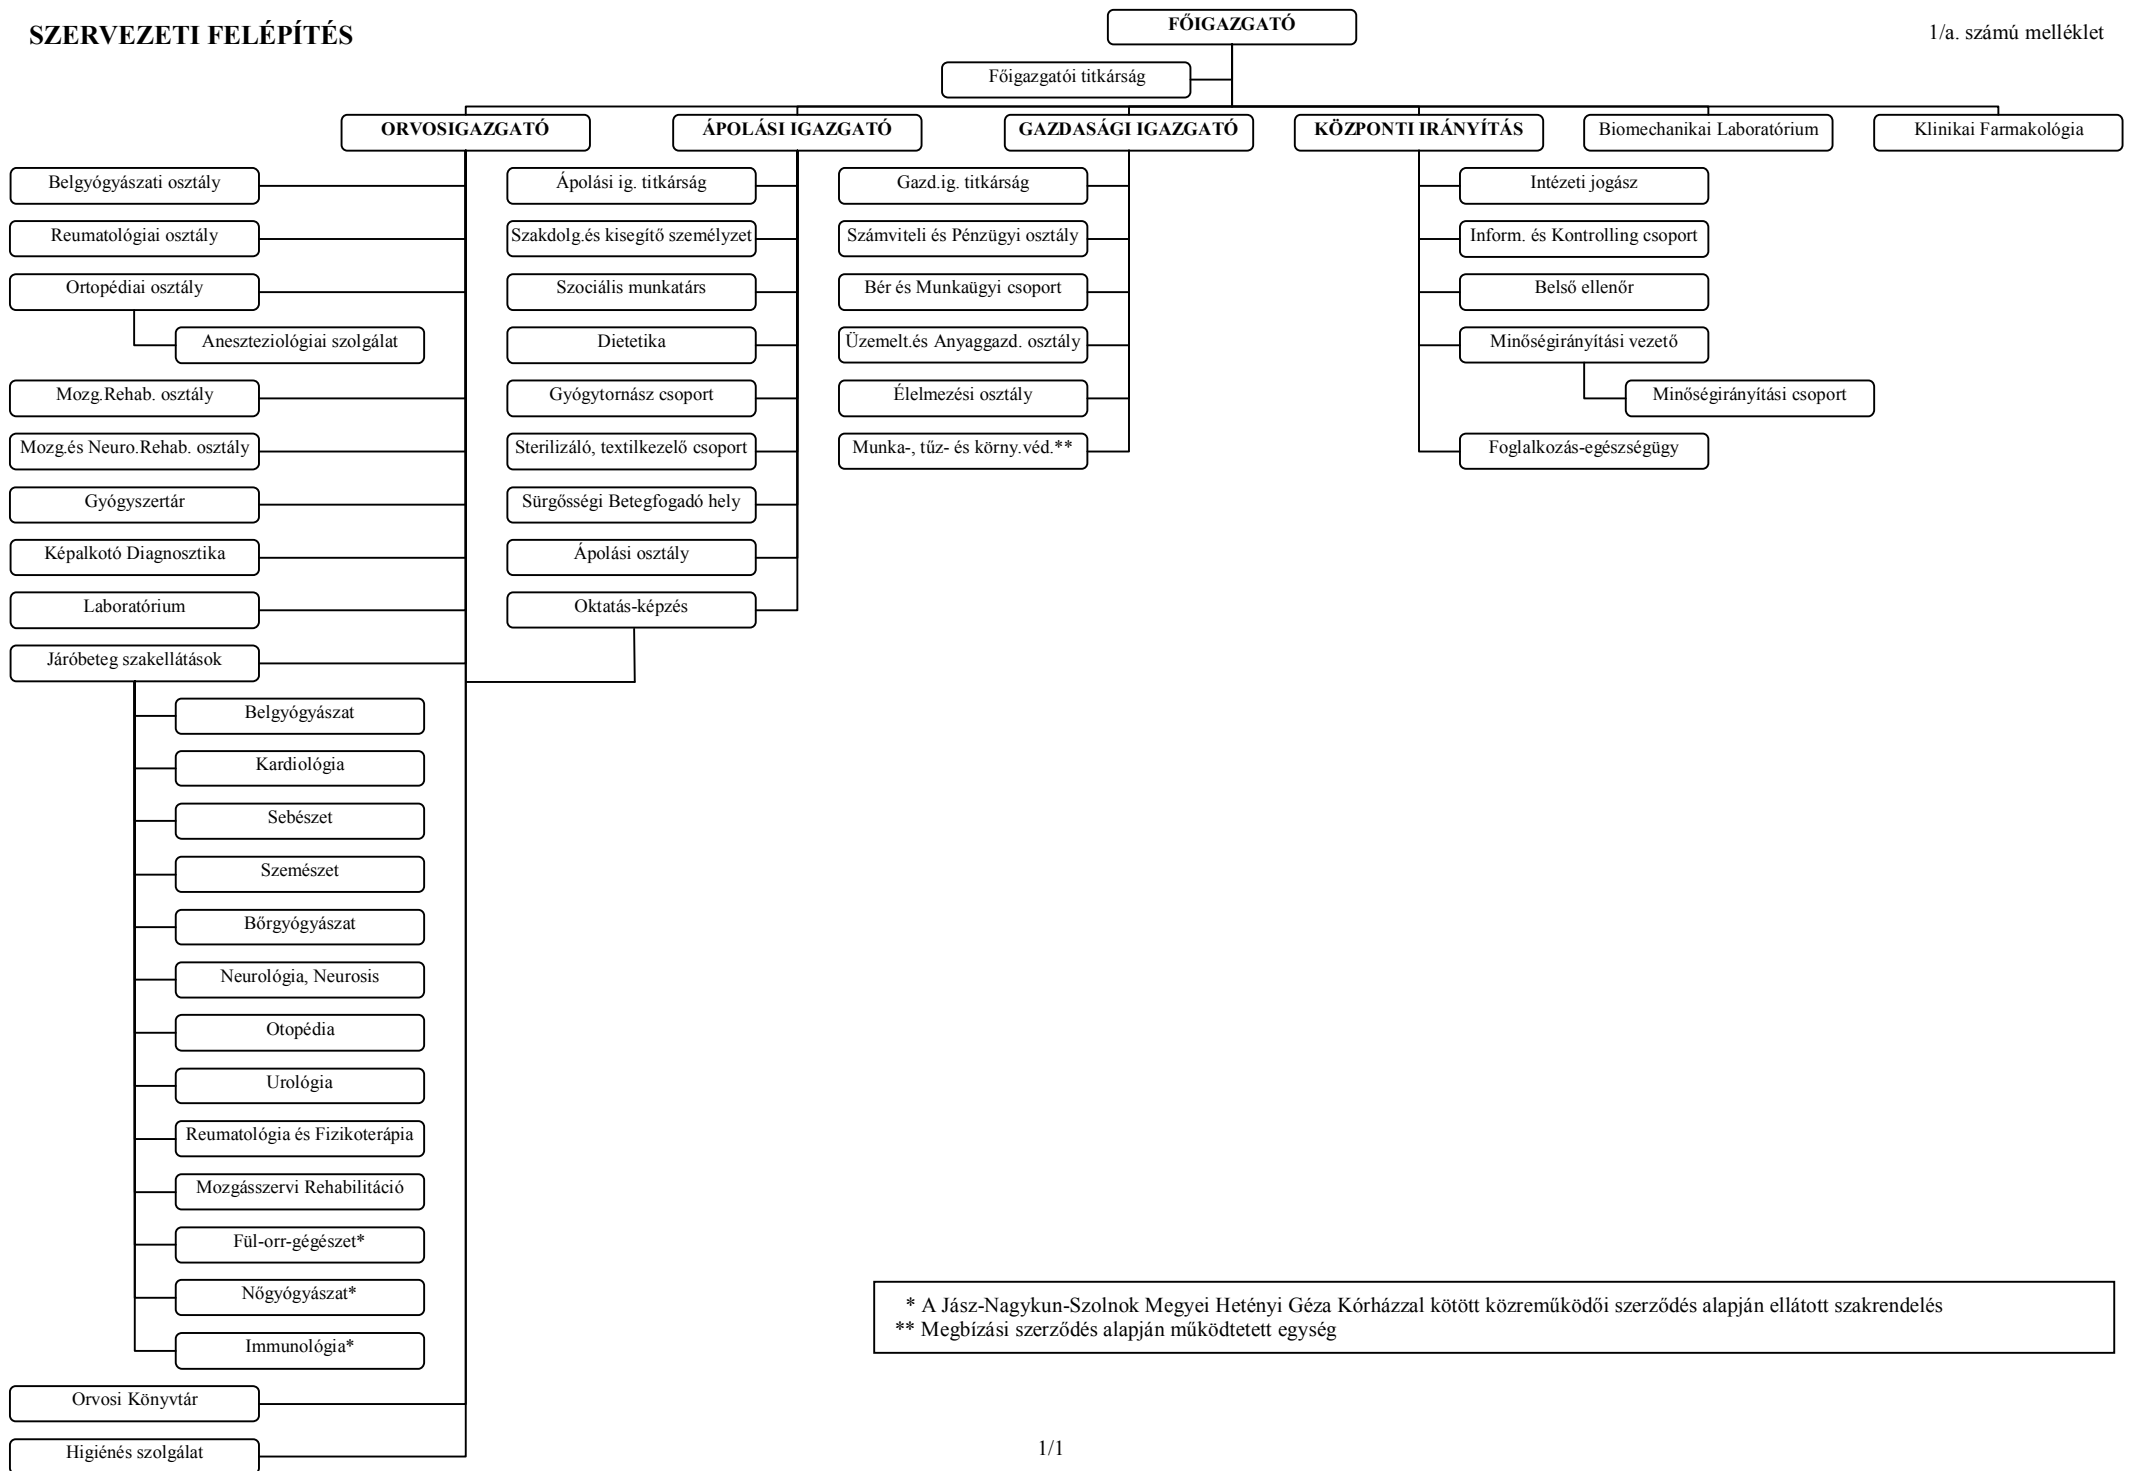 SZERVEZETI FELÉPÍTÉS
FŐIGAZGATÓ
1/a. számú melléklet
Főigazgatói titkárság
ORVOSIGAZGATÓ
ÁPOLÁSI IGAZGATÓ
GAZDASÁGI IGAZGATÓ
KÖZPONTI IRÁNYÍTÁS
Biomechanikai Laboratórium
Klinikai Farmakológia
Belgyógyászati osztály
Reumatológiai osztály
Ortopédiai osztály
Aneszteziológiai szolgálat
Mozg.Rehab. osztály
Mozg.és Neuro.Rehab. osztály
Gyógyszertár
Képalkotó Diagnosztika
Laboratórium
Járóbeteg szakellátások
Belgyógyászat
Kardiológia
Sebészet
Szemészet
Bőrgyógyászat
Neurológia, Neurosis
Otopédia
Urológia
Reumatológia és Fizikoterápia
Mozgásszervi Rehabilitáció
Fül-orr-gégészet*
Nőgyógyászat*
Immunológia*
Orvosi Könyvtár
Higiénés szolgálat
Ápolási ig. titkárság
Szakdolg.és kisegítő személyzet
Szociális munkatárs
Dietetika
Gyógytornász csoport
Sterilizáló, textilkezelő csoport
Sürgősségi Betegfogadó hely
Ápolási osztály
Oktatás-képzés
Gazd.ig. titkárság
Számviteli és Pénzügyi osztály
Bér és Munkaügyi csoport
Üzemelt.és Anyaggazd. osztály
Élelmezési osztály
Munka-, tűz- és körny.véd.**
Intézeti jogász
Inform. és Kontrolling csoport
Belső ellenőr
Minőségirányítási vezető
Minőségirányítási csoport
Foglalkozás-egészségügy
* A Jász-Nagykun-Szolnok Megyei Hetényi Géza Kórházzal kötött közreműködői szerződés alapján ellátott szakrendelés
** Megbízási szerződés alapján működtetett egység
1/1